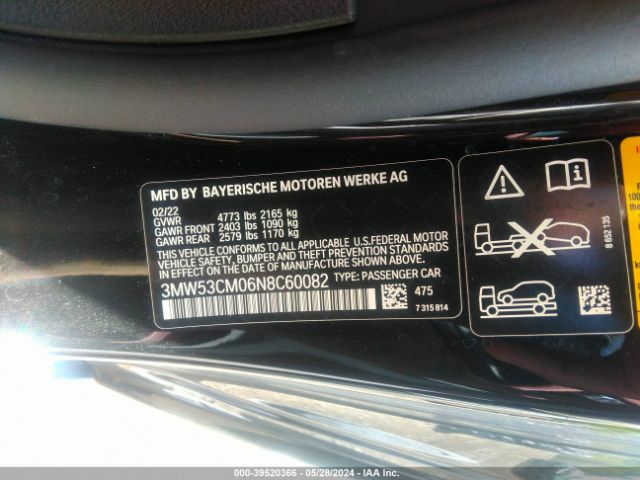 MFD BY BAYERISCHE MOTOREN WERKE AG
02/22
GVWR 4773 lbs 2165 kg
GAWR FRONT 2403 lbs 1090 kg
GAWR REAR 2579 lbs 1170 kg
THIS VEHICLE CONFORMS TO ALL APPLICABLE U.S.FEDERAL MOTOR
VEHICLE SAFETY, BUMPER AND THEFT PREVENTION STANDARDS
IN EFFECT ON THE DATE OF MANUFACTURE SHOWN ABOVE.
3MW53CM06N8C60082 TYPE: PASSENGER CAR
475
7 315 814
8 652 135
000-39520366 - 05/28/2024 - IAA Inc.